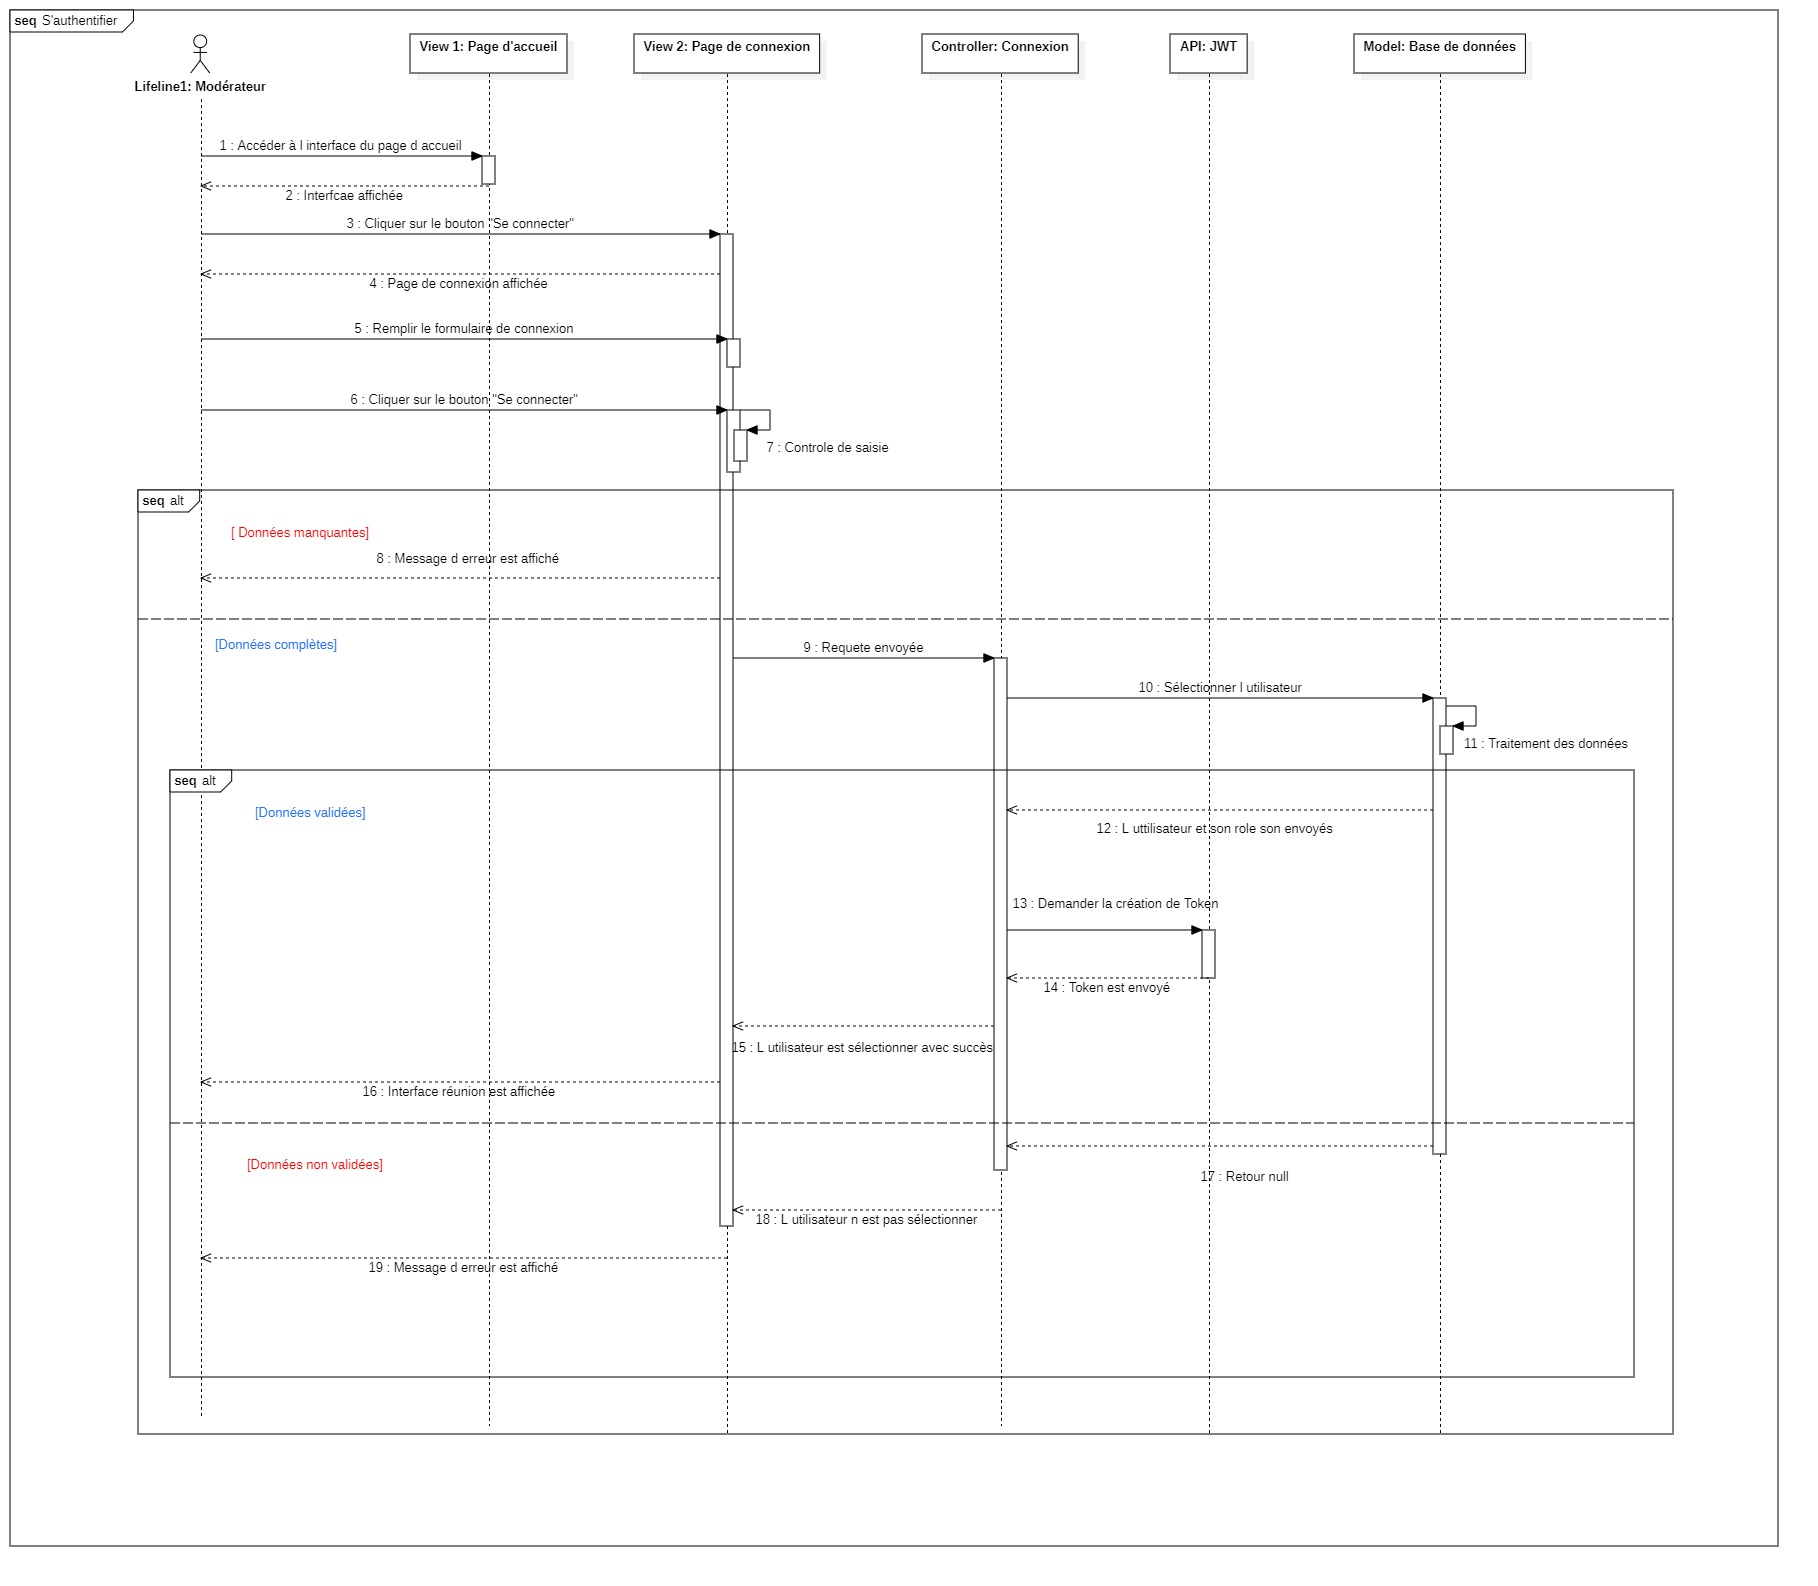 seq S'authentifier
View 1: Page d'accueil
View 2: Page de connexion
Controller: Connexion
API: JWT
Model: Base de données
Lifeline1: Modérateur
1 : Accéder à l interface du page d accueil
2 : Interfcae affichée
3 : Cliquer sur le bouton "Se connecter"
4 : Page de connexion affichée
5 : Remplir le formulaire de connexion
6 : Cliquer sur le bouton "Se connecter"
7 : Controle de saisie
seq alt
[ Données manquantes]
8 : Message d erreur est affiché
[Données complètes]
9 : Requete envoyée
10 : Sélectionner l utilisateur
11 : Traitement des données
seq alt
[Données validées]
12 : L uttilisateur et son role son envoyés
13 : Demander la création de Token
14 : Token est envoyé
15 : L utilisateur est sélectionner avec succès
16 : Interface réunion est affichée
[Données non validées]
17 : Retour null
18 : L utilisateur n est pas sélectionner
19 : Message d erreur est affiché